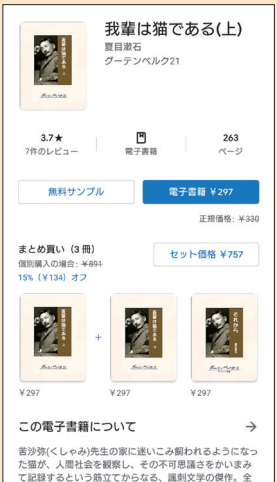 我輩は猫である(上)
夏目漱石
グーテンベルク21
3.7★
7件のレビュー
電子書籍
263
ページ
無料サンプル
電子書籍 ¥297
正規価格: ¥330
まとめ買い（3 冊）
個別購入の場合: ¥891
15%（¥134）オフ
セット価格 ¥757
+
+
それから
¥297
¥297
¥297
この電子書籍について
→
苦沙弥(くしゃみ)先生の家に迷いこみ飼われるようになっ
た猫が、人間社会を観察し、その不可思議さをかいまみ
て記録するという筋立てからなる、諷刺文学の傑作。全